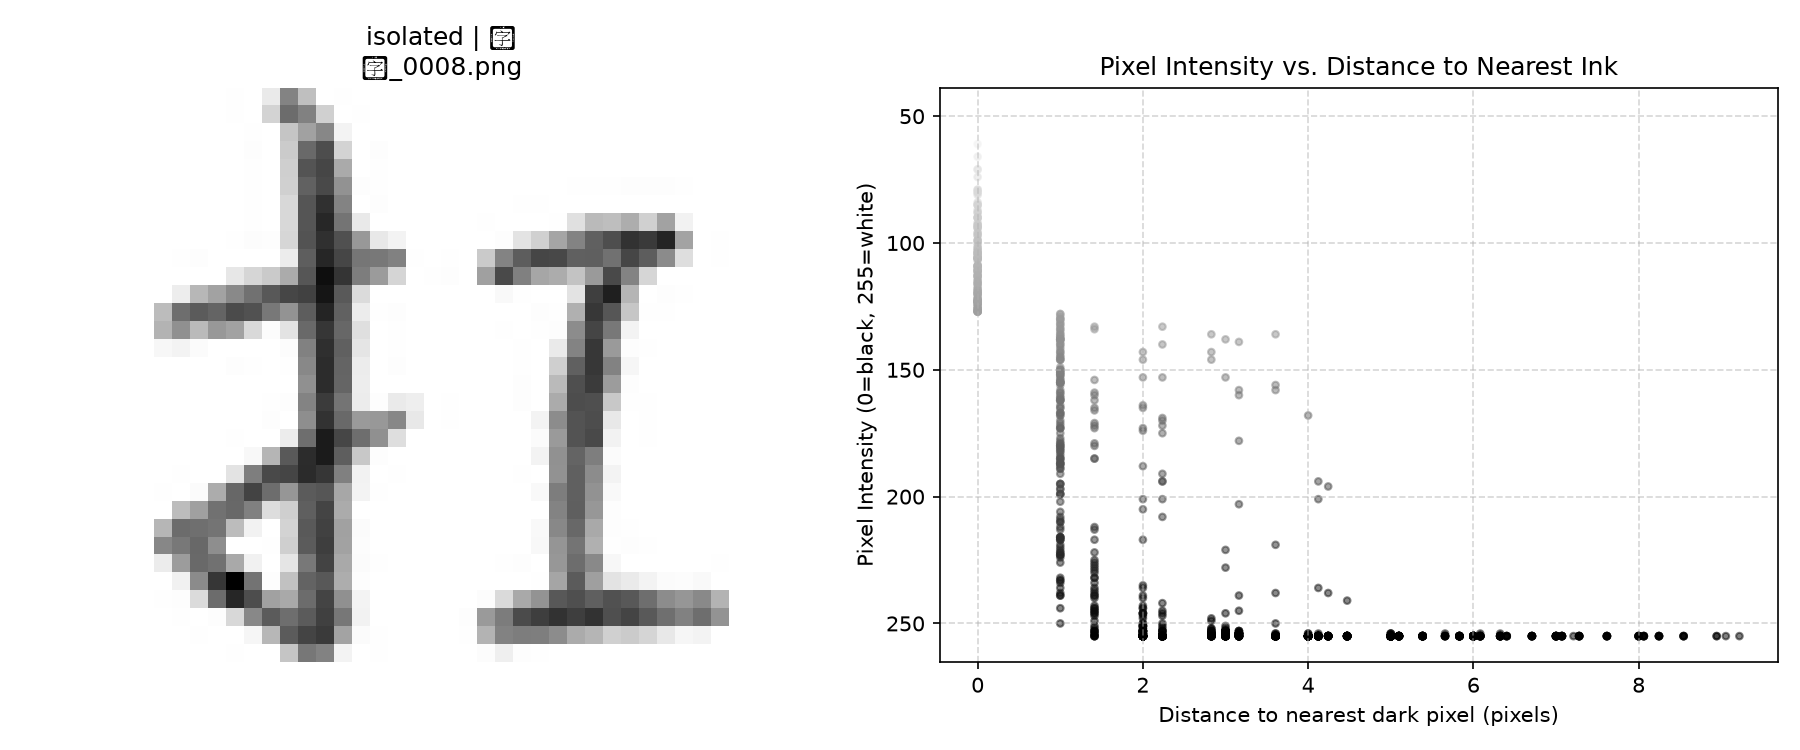 isolated |
_0008.png
扛
Pixel Intensity vs. Distance to Nearest Ink
Pixel Intensity (0=black, 255=white)
50
100
150
200
250
0 2 4 6 8
Distance to nearest dark pixel (pixels)